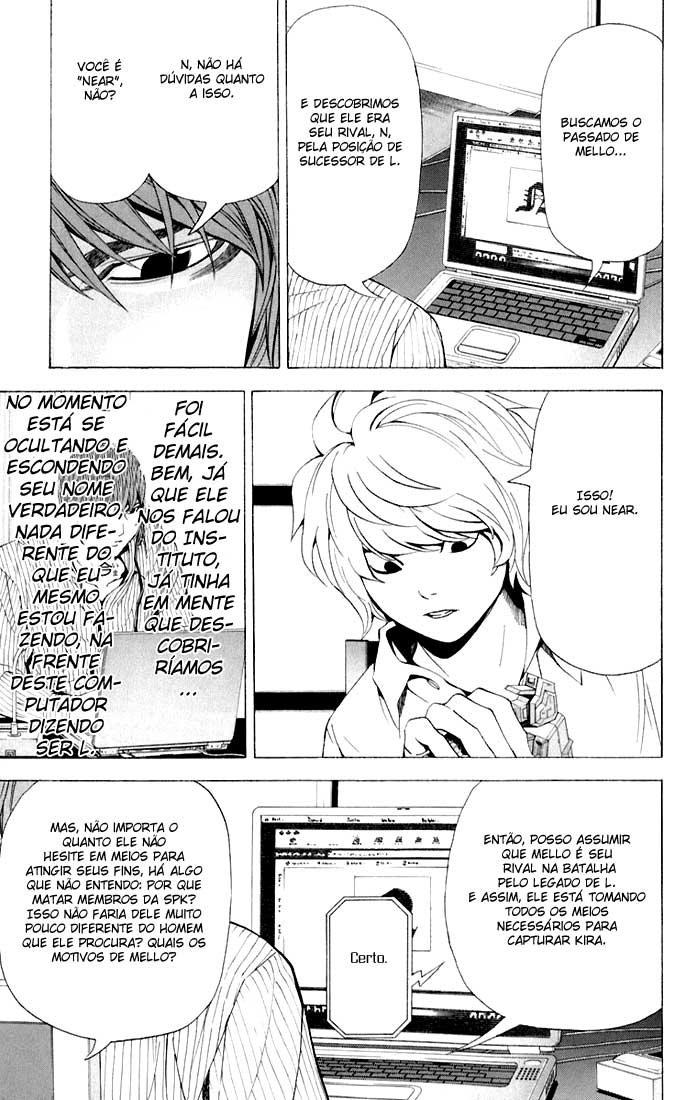 BUSCAMOS O
PASSADO DE
MELLO...
E DESCOBRIMOS
QUE ELE ERA
SEU RIVAL, N,
PELA POSIÇÃO DE
SUCESSOR DE L.
N, NÃO HÁ
DÚVIDAS QUANTO
A ISSO.
VOCÊ É
"NEAR",
NÃO?
ISSO!
EU SOU NEAR.
FOI
FÁCIL
DEMAIS.
BEM, JÁ
QUE ELE
NOS FALOU
DO INS-
TITUTO,
JÁ TINHA
EM MENTE
QUE DES-
COBRI-
RÍAMOS
...
NO MOMENTO
ESTÁ SE
OCULTANDO E
ESCONDENDO
SEU NOME
VERDADEIRO,
NADA DIFE-
RENTE DO
QUE EU
MESMO,
ESTOU FA-
ZENDO, NA
FRENTE
DESTE COM-
PUTADOR
DIZENDO
SER L.
ENTÃO, POSSO ASSUMIR
QUE MELLO É SEU
RIVAL NA BATALHA
PELO LEGADO DE L.
E ASSIM, ELE ESTÁ TOMANDO
TODOS OS MEIOS
NECESSÁRIOS PARA
CAPTURAR KIRA.
Certo.
MAS, NÃO IMPORTA O
QUANTO ELE NÃO
HESITE EM MEIOS PARA
ATINGIR SEUS FINS, HÁ ALGO
QUE NÃO ENTENDO: POR QUE
MATAR MEMBROS DA SPK?
ISSO NÃO FARIA DELE MUITO
POUCO DIFERENTE DO HOMEM
QUE ELE PROCURA? QUAIS OS
MOTIVOS DE MELLO?